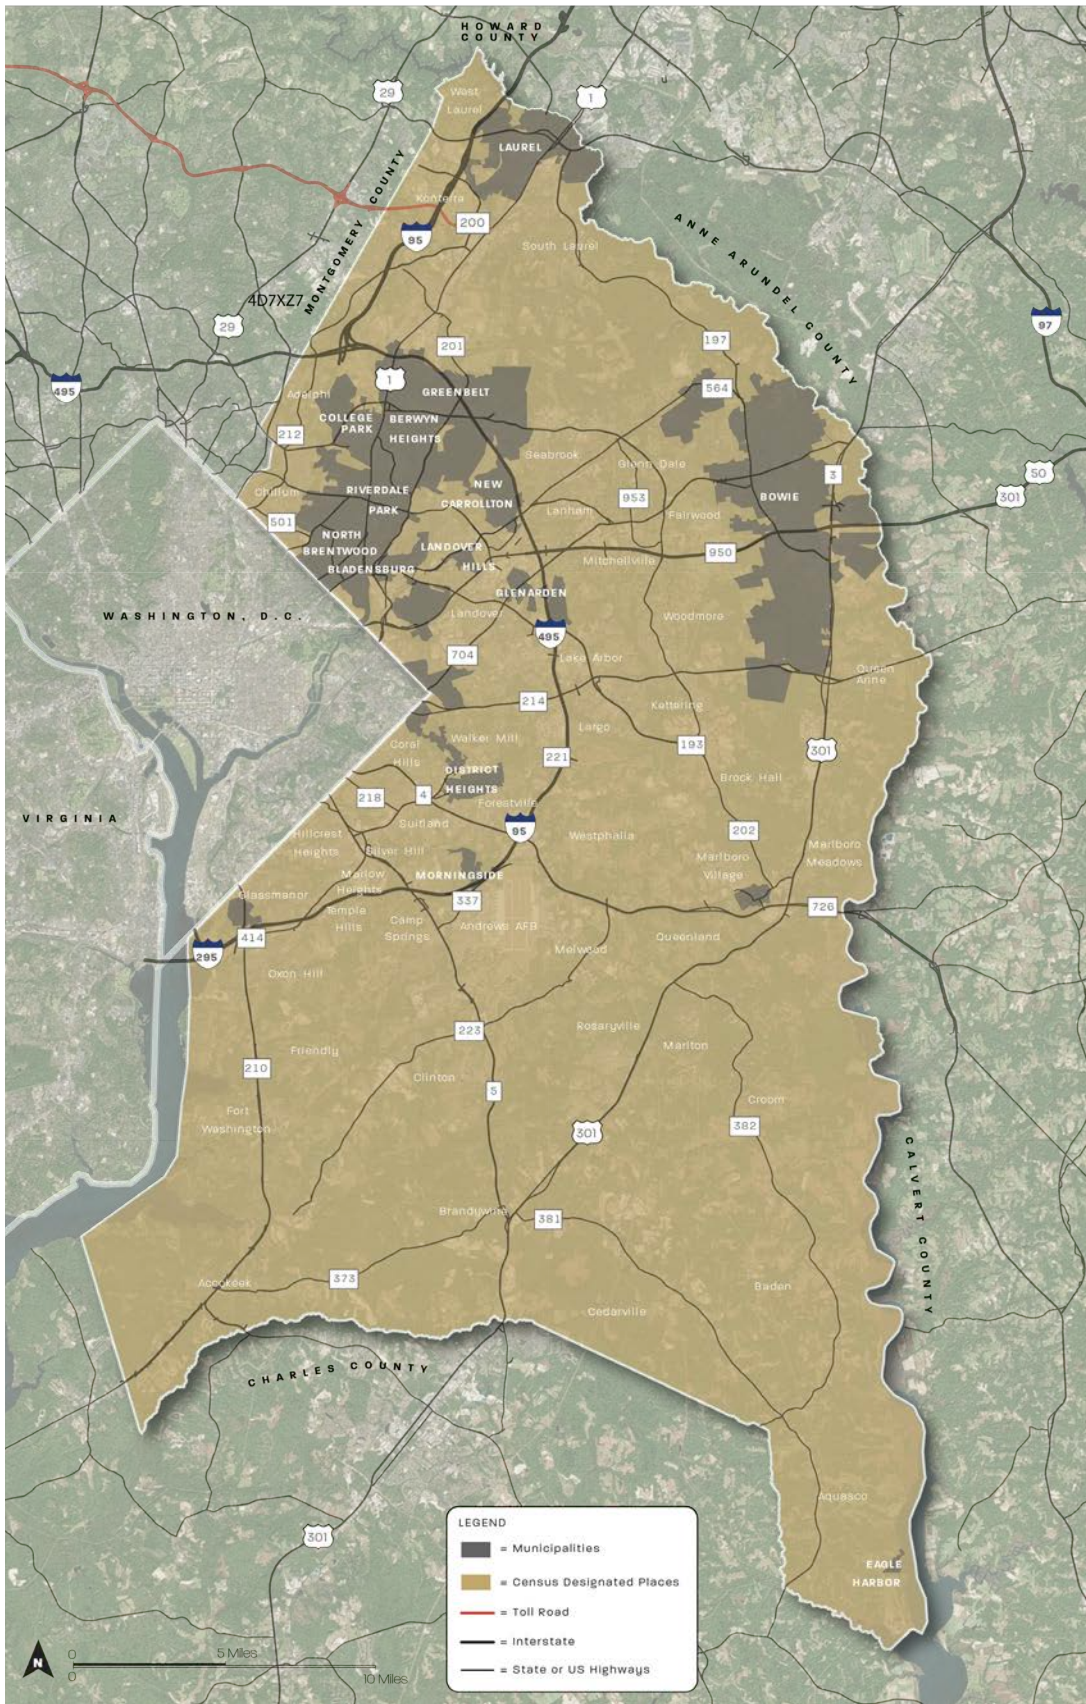 HOWARD
COUNTY
29
1
West
Laurel
LAUREL
MONTGOMERY COUNTY
Konterra
200
95
ANNE ARUNDEL COUNTY
South Laurel
4D7XZ7
29
97
201
197
495
1
564
Adelphi
GREENBELT
COLLEGE
PARK
BERWYN
HEIGHTS
212
Seabrook
Glenn Dale
3
50
301
Chillum
RIVERDALE
PARK
NEW
CARROLLTON
953
BOWIE
501
Lanham
Fairwood
NORTH
BRENTWOOD
LANDOVER
HILLS
950
BLADENSBURG
Mitchellville
GLENARDEN
WASHINGTON, D.C.
Landover
Woodmore
495
704
Lake Arbor
Queen
Anne
214
Kettering
Largo
Coral
Hills
Walker Mill
193
301
221
DISTRICT
HEIGHTS
Brock Hall
218
4
Forestville
VIRGINIA
Suitland
95
202
Hillcrest
Heights
Westphalia
Silver Hill
Marlboro
Meadows
Marlboro
Village
Marlow
Heights
MORNINGSIDE
Glassmanor
337
726
Temple
Hills
Camp
Springs
Andrews AFB
414
Queenland
295
Melwood
Oxon Hill
Rosaryville
223
Friendly
Marlton
210
Clinton
5
Croom
Fort
Washington
382
301
CALVERT COUNTY
Brandywine
381
Accokeek
373
Baden
Cedarville
CHARLES COUNTY
Aquasco
301
EAGLE
HARBOR
LEGEND
= Municipalities
= Census Designated Places
= Toll Road
= Interstate
= State or US Highways
N
0
5 Miles
0
10 Miles